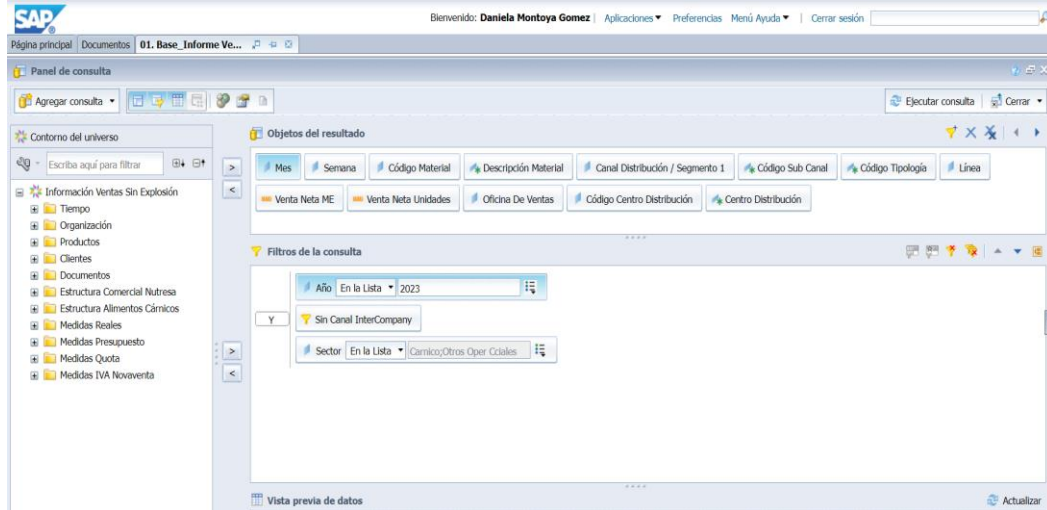 SAP
Bienvenido: Daniela Montoya Gomez | Aplicaciones Preferencias Menú Ayuda | Cerrar sesión
Página principal Documentos 01. Base_Informe Ve...
Panel de consulta
Agregar consulta Ejecutar consulta Cerrar
Contorno del universo
Escriba aquí para filtrar
Información Ventas Sin Explosión
Tiempo
Organización
Productos
Clientes
Documentos
Estructura Comercial Nutresa
Estructura Alimentos Cárnicos
Medidas Reales
Medidas Presupuesto
Medidas Quota
Medidas IVA Novaventa
Objetos del resultado
Mes Semana Código Material Descripción Material Canal Distribución / Segmento 1 Código Sub Canal Código Tipología Línea
Venta Neta ME Venta Neta Unidades Oficina De Ventas Código Centro Distribución Centro Distribución
Filtros de la consulta
Año En la Lista 2023
Y Sin Canal InterCompany
Sector En la Lista Carnico;Otros Oper Cciales
Vista previa de datos Actualizar